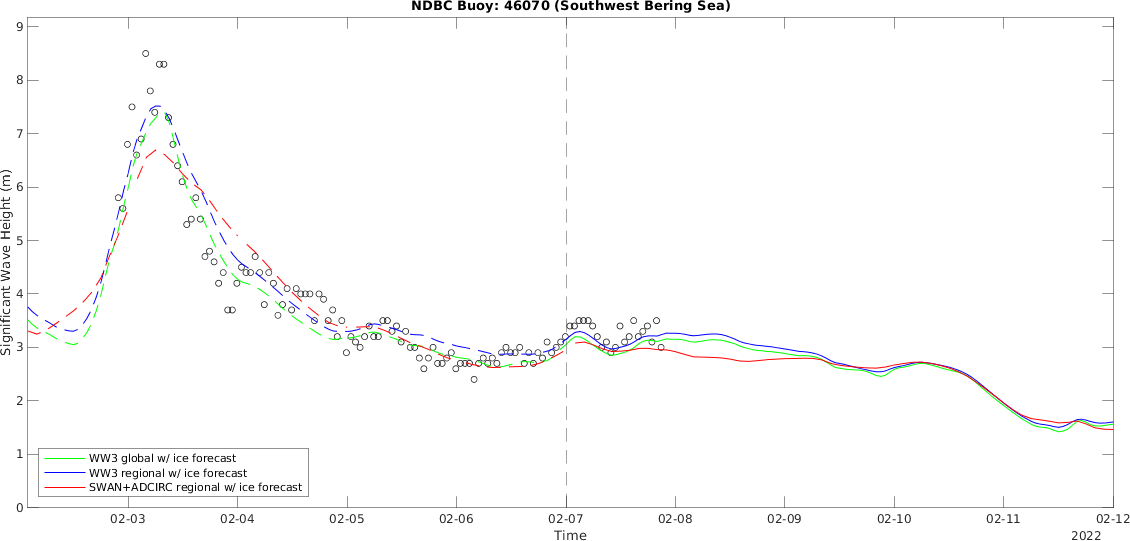 NDBC Buoy: 46070 (Southwest Bering Sea)
Significant Wave Height (m)
9
8
7
6
5
4
3
2
1
0
WW3 global w/ ice forecast
WW3 regional w/ ice forecast
SWAN+ADCIRC regional w/ ice forecast
02-03 02-04 02-05 02-06 02-07 02-08 02-09 02-10 02-11 02-12
Time
2022